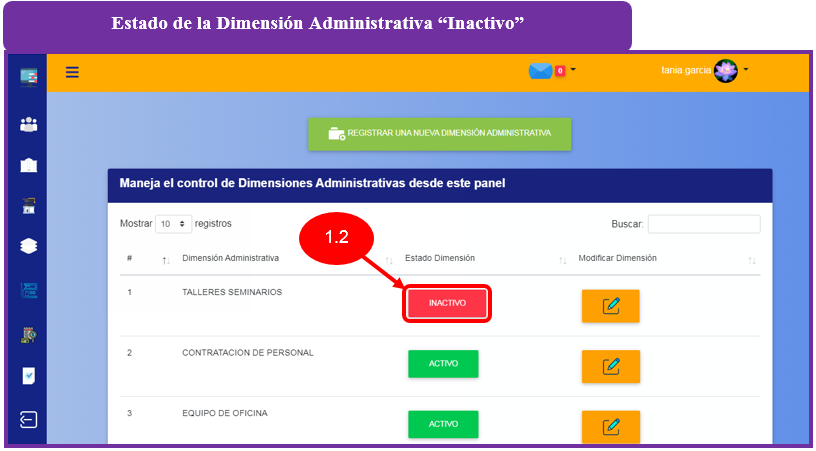 Estado de la Dimensión Administrativa “Inactivo”
0
tania garcia
REGISTRAR UNA NUEVA DIMENSIÓN ADMINISTRATIVA
Maneja el control de Dimensiones Administrativas desde este panel
Mostrar 10 registros
Buscar:
1.2
# Dimensión Administrativa Estado Dimensión Modificar Dimensión
1 TALLERES SEMINARIOS INACTIVO
2 CONTRATACION DE PERSONAL ACTIVO
3 EQUIPO DE OFICINA ACTIVO